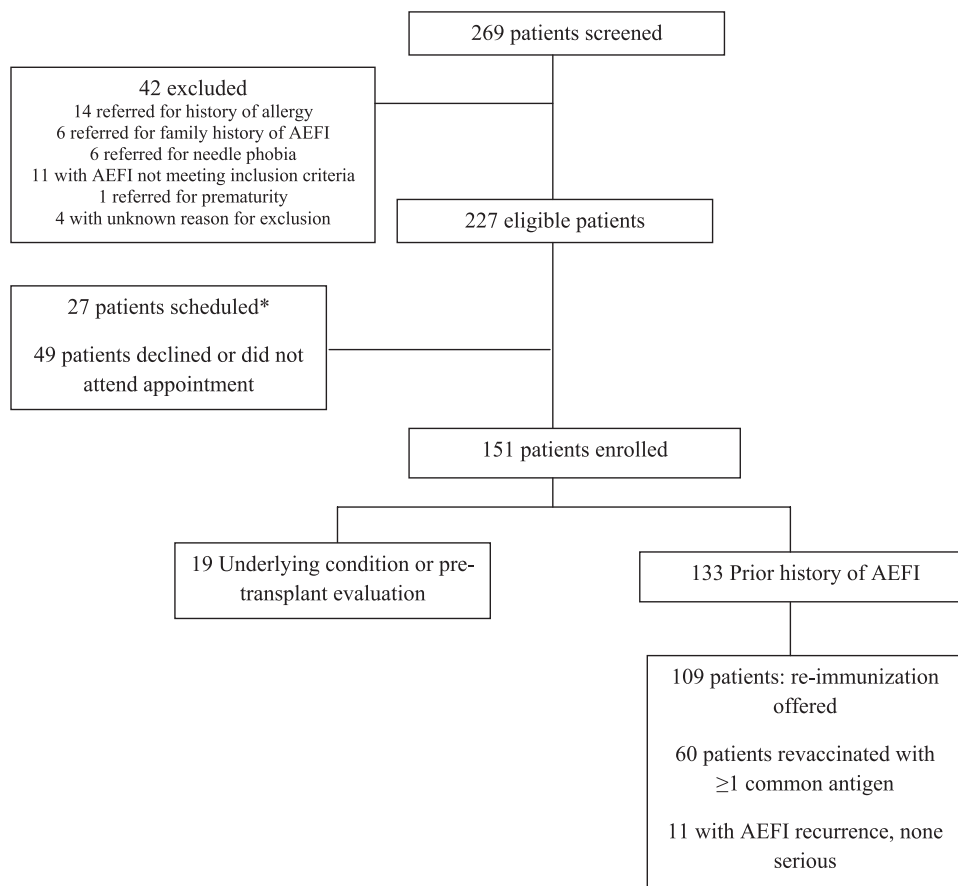 269 patients screened
42 excluded
14 referred for history of allergy
6 referred for family history of AEFI
6 referred for needle phobia
11 with AEFI not meeting inclusion criteria
1 referred for prematurity
4 with unknown reason for exclusion
227 eligible patients
27 patients scheduled*
49 patients declined or did not
attend appointment
151 patients enrolled
19 Underlying condition or pre-
transplant evaluation
133 Prior history of AEFI
109 patients: re-immunization
offered
60 patients revaccinated with
≥1 common antigen
11 with AEFI recurrence, none
serious